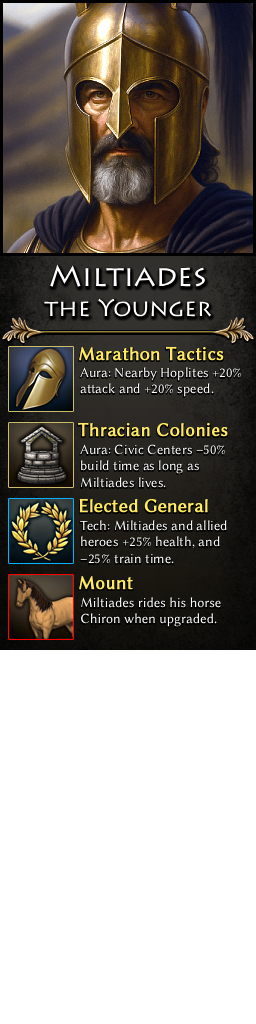 Miltiades
the Younger
Marathon Tactics
Aura: Nearby Hoplites +20%
attack and +20% speed.
Thracian Colonies
Aura: Civic Centers −50%
build time as long as
Miltiades lives.
Elected General
Tech: Miltiades and allied
heroes +25% health, and
−25% train time.
Mount
Miltiades rides his horse
Chiron when upgraded.